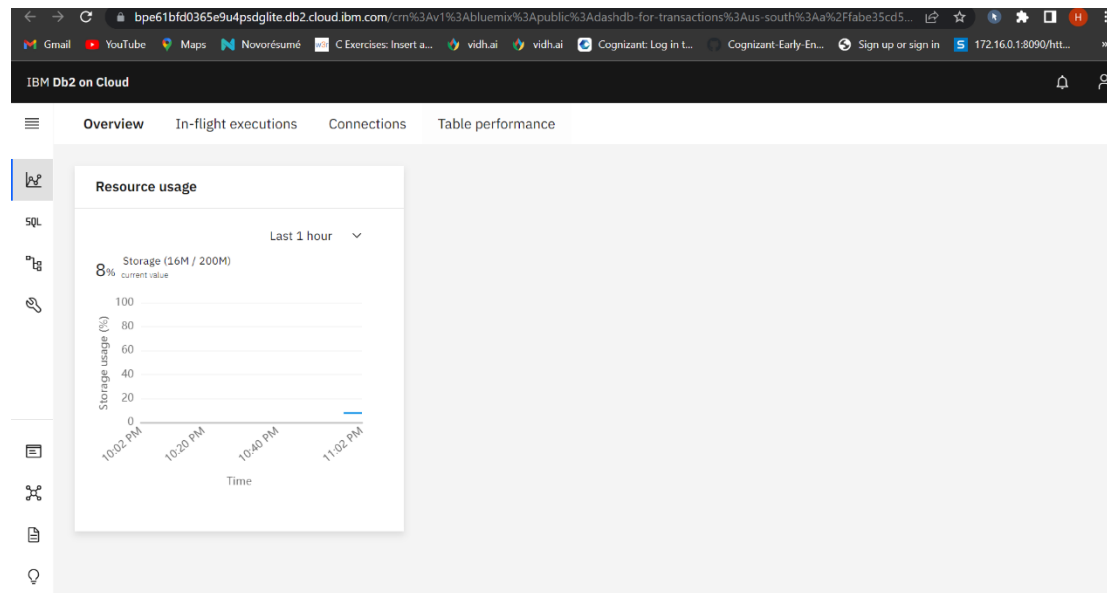 bpe61bfd0365e9u4psdglite.db2.cloud.ibm.com/crn%3Av1%3Abluemix%3Apublic%3Adashdb-for-transactions%3Aus-south%3Aa%2Ffabe35cd5...
H
Gmail YouTube Maps Novorésumé w3r C Exercises: Insert a... vidh.ai vidh.ai Cognizant: Log in t... Cognizant-Early-En... Sign up or sign in S 172.16.0.1:8090/htt... »
IBM Db2 on Cloud
Overview In-flight executions Connections Table performance
Resource usage
SQL
Last 1 hour
8% Storage (16M / 200M)
current value
Storage usage (%)
100
80
60
40
20
0
10:02 PM 10:20 PM 10:40 PM 11:02 PM
Time